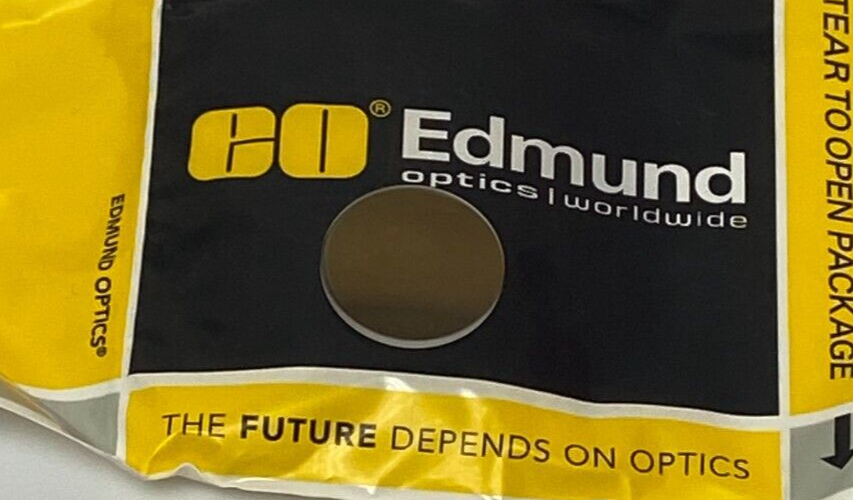 EO®
Edmund
optics | worldwide
EDMUND OPTICS®
TEAR TO OPEN PACKAGE
THE FUTURE DEPENDS ON OPTICS